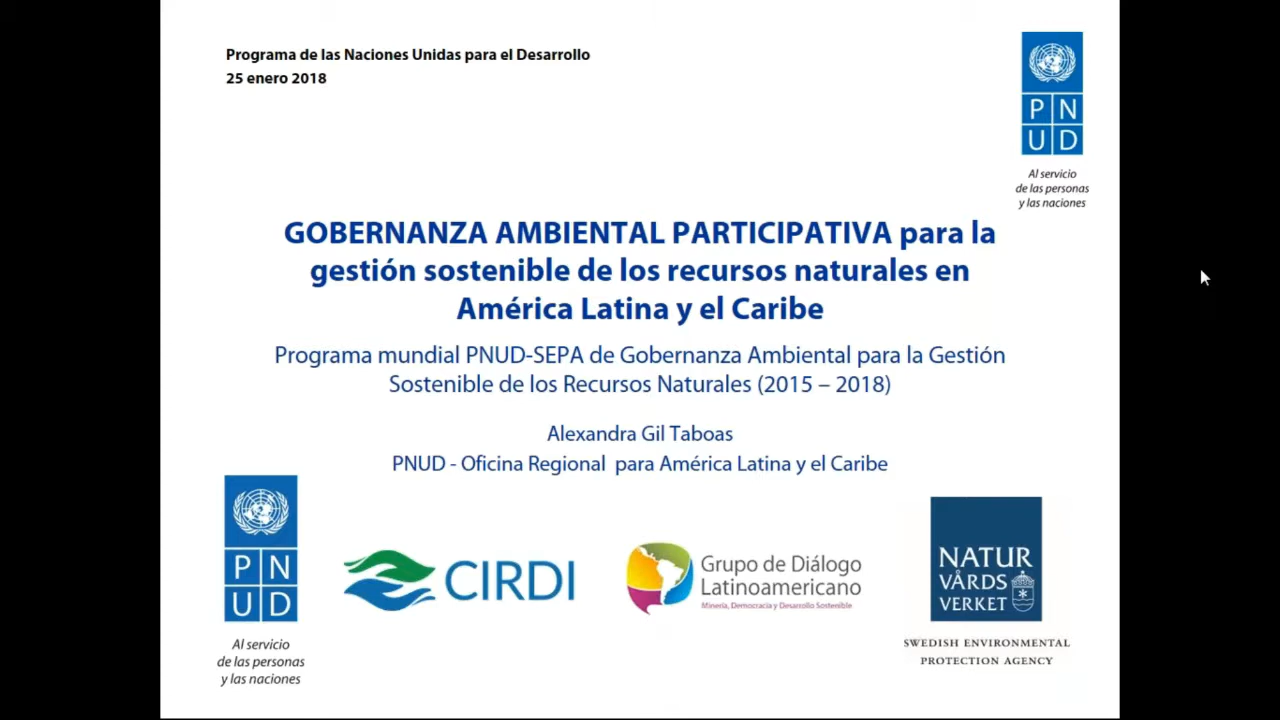 Programa de las Naciones Unidas para el Desarrollo
25 enero 2018
P N
U D
Al servicio
de las personas
y las naciones
GOBERNANZA AMBIENTAL PARTICIPATIVA para la
gestión sostenible de los recursos naturales en
América Latina y el Caribe
Programa mundial PNUD-SEPA de Gobernanza Ambiental para la Gestión
Sostenible de los Recursos Naturales (2015 – 2018)
Alexandra Gil Taboas
PNUD - Oficina Regional para América Latina y el Caribe
P N
U D
Al servicio
de las personas
y las naciones
CIRDI
Grupo de Diálogo
Latinoamericano
Minería, Democracia y Desarrollo Sostenible
NATUR
VÅRDS
VERKET
SWEDISH ENVIRONMENTAL
PROTECTION AGENCY